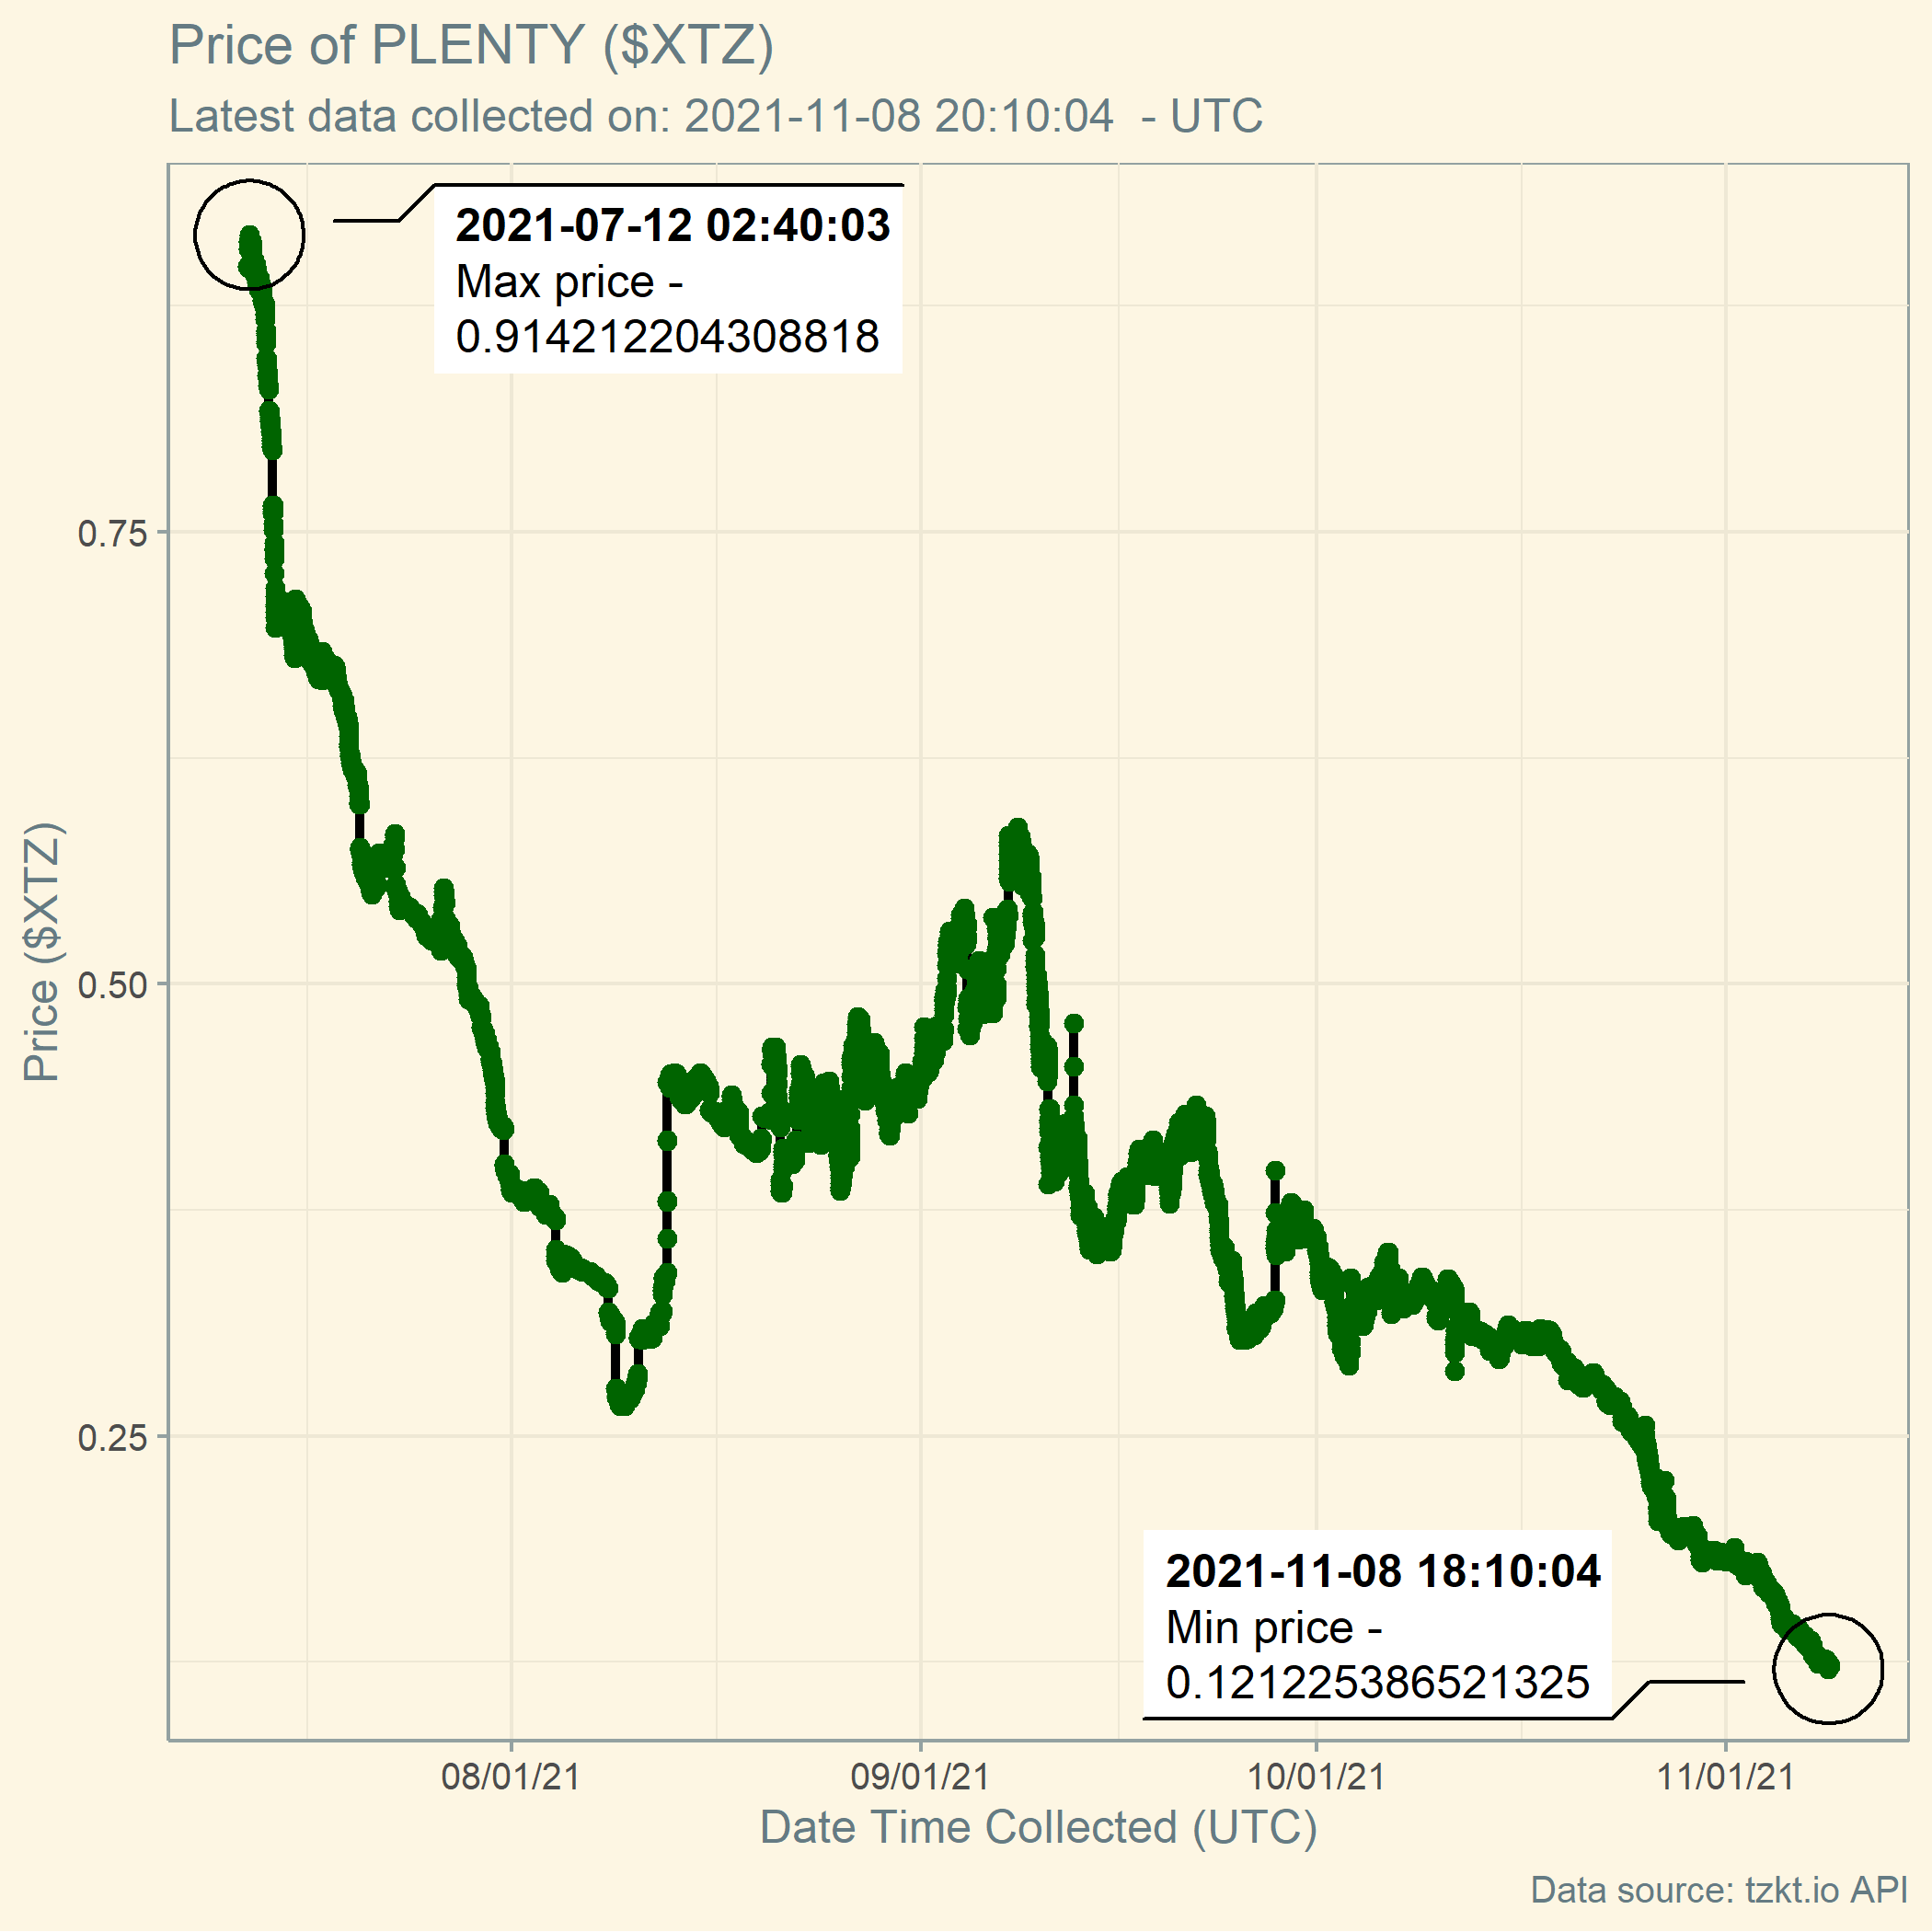 Price of PLENTY ($XTZ)
Latest data collected on: 2021-11-08 20:10:04  - UTC
2021-07-12 02:40:03
Max price -
0.914212204308818
0.75
0.50
0.25
Price ($XTZ)
2021-11-08 18:10:04
Min price -
0.121225386521325
08/01/21
09/01/21
10/01/21
11/01/21
Date Time Collected (UTC)
Data source: tzkt.io API